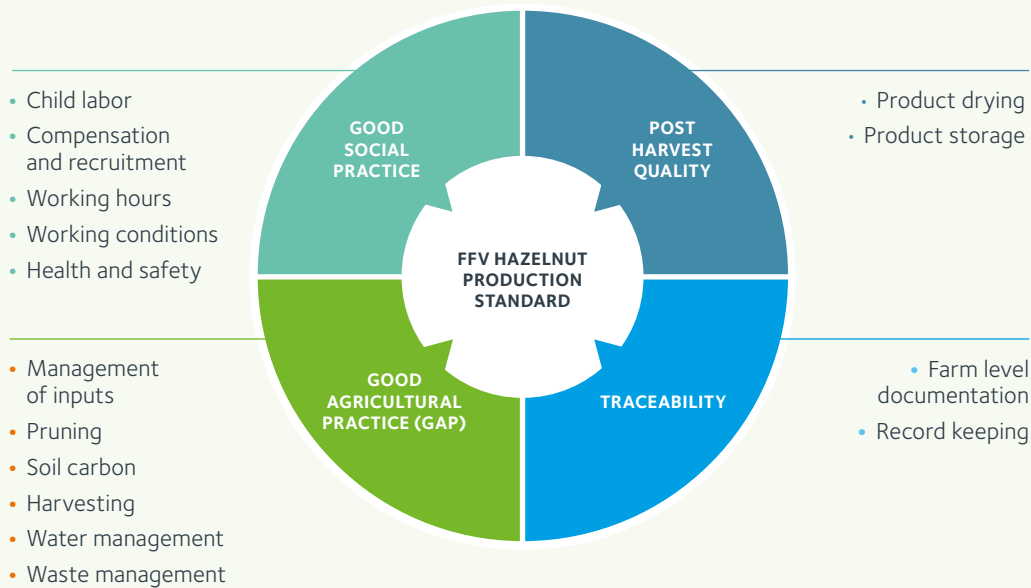 GOOD
SOCIAL
PRACTICE
• Child labor
• Compensation
and recruitment
• Working hours
• Working conditions
• Health and safety
POST
HARVEST
QUALITY
• Product drying
• Product storage
FFV HAZELNUT
PRODUCTION
STANDARD
GOOD
AGRICULTURAL
PRACTICE (GAP)
• Management
of inputs
• Pruning
• Soil carbon
• Harvesting
• Water management
• Waste management
TRACEABILITY
• Farm level
documentation
• Record keeping